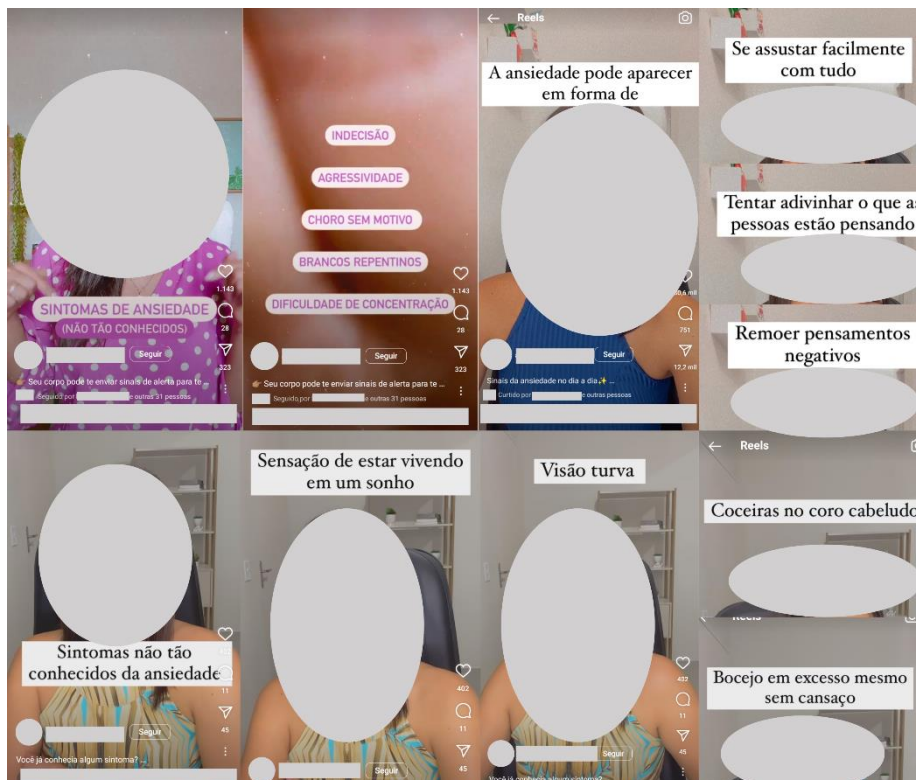 SINTOMAS DE ANSIEDADE
(NÃO TÃO CONHECIDOS)
1.143
28
323
Seguir
Seu corpo pode te enviar sinais de alerta para te ...
Seguido por
e outras 31 pessoas
INDECISÃO
AGRESSIVIDADE
CHORO SEM MOTIVO
BRANCOS REPENTINOS
DIFICULDADE DE CONCENTRAÇÃO
1.143
28
323
Seguir
Seu corpo pode te enviar sinais de alerta para te ...
Seguido por
e outras 31 pessoas
Reels
A ansiedade pode aparecer
em forma de
751
12,2 mil
Seguir
Sinais da ansiedade no dia a dia ...
Curtido por
e outras pessoas
Se assustar facilmente
com tudo
Tentar adivinhar o que as
pessoas estão pensando
Remoer pensamentos
negativos
Sintomas não tão
conhecidos da ansiedade
11
45
Seguir
Você já conhecia algum sintoma? ...
Sensação de estar vivendo
em um sonho
402
11
45
Seguir
Visão turva
402
11
45
Seguir
Você já conhecia algum sintoma? ...
Reels
Coceiras no coro cabeludo
Reels
Bocejo em excesso mesmo
sem cansaço